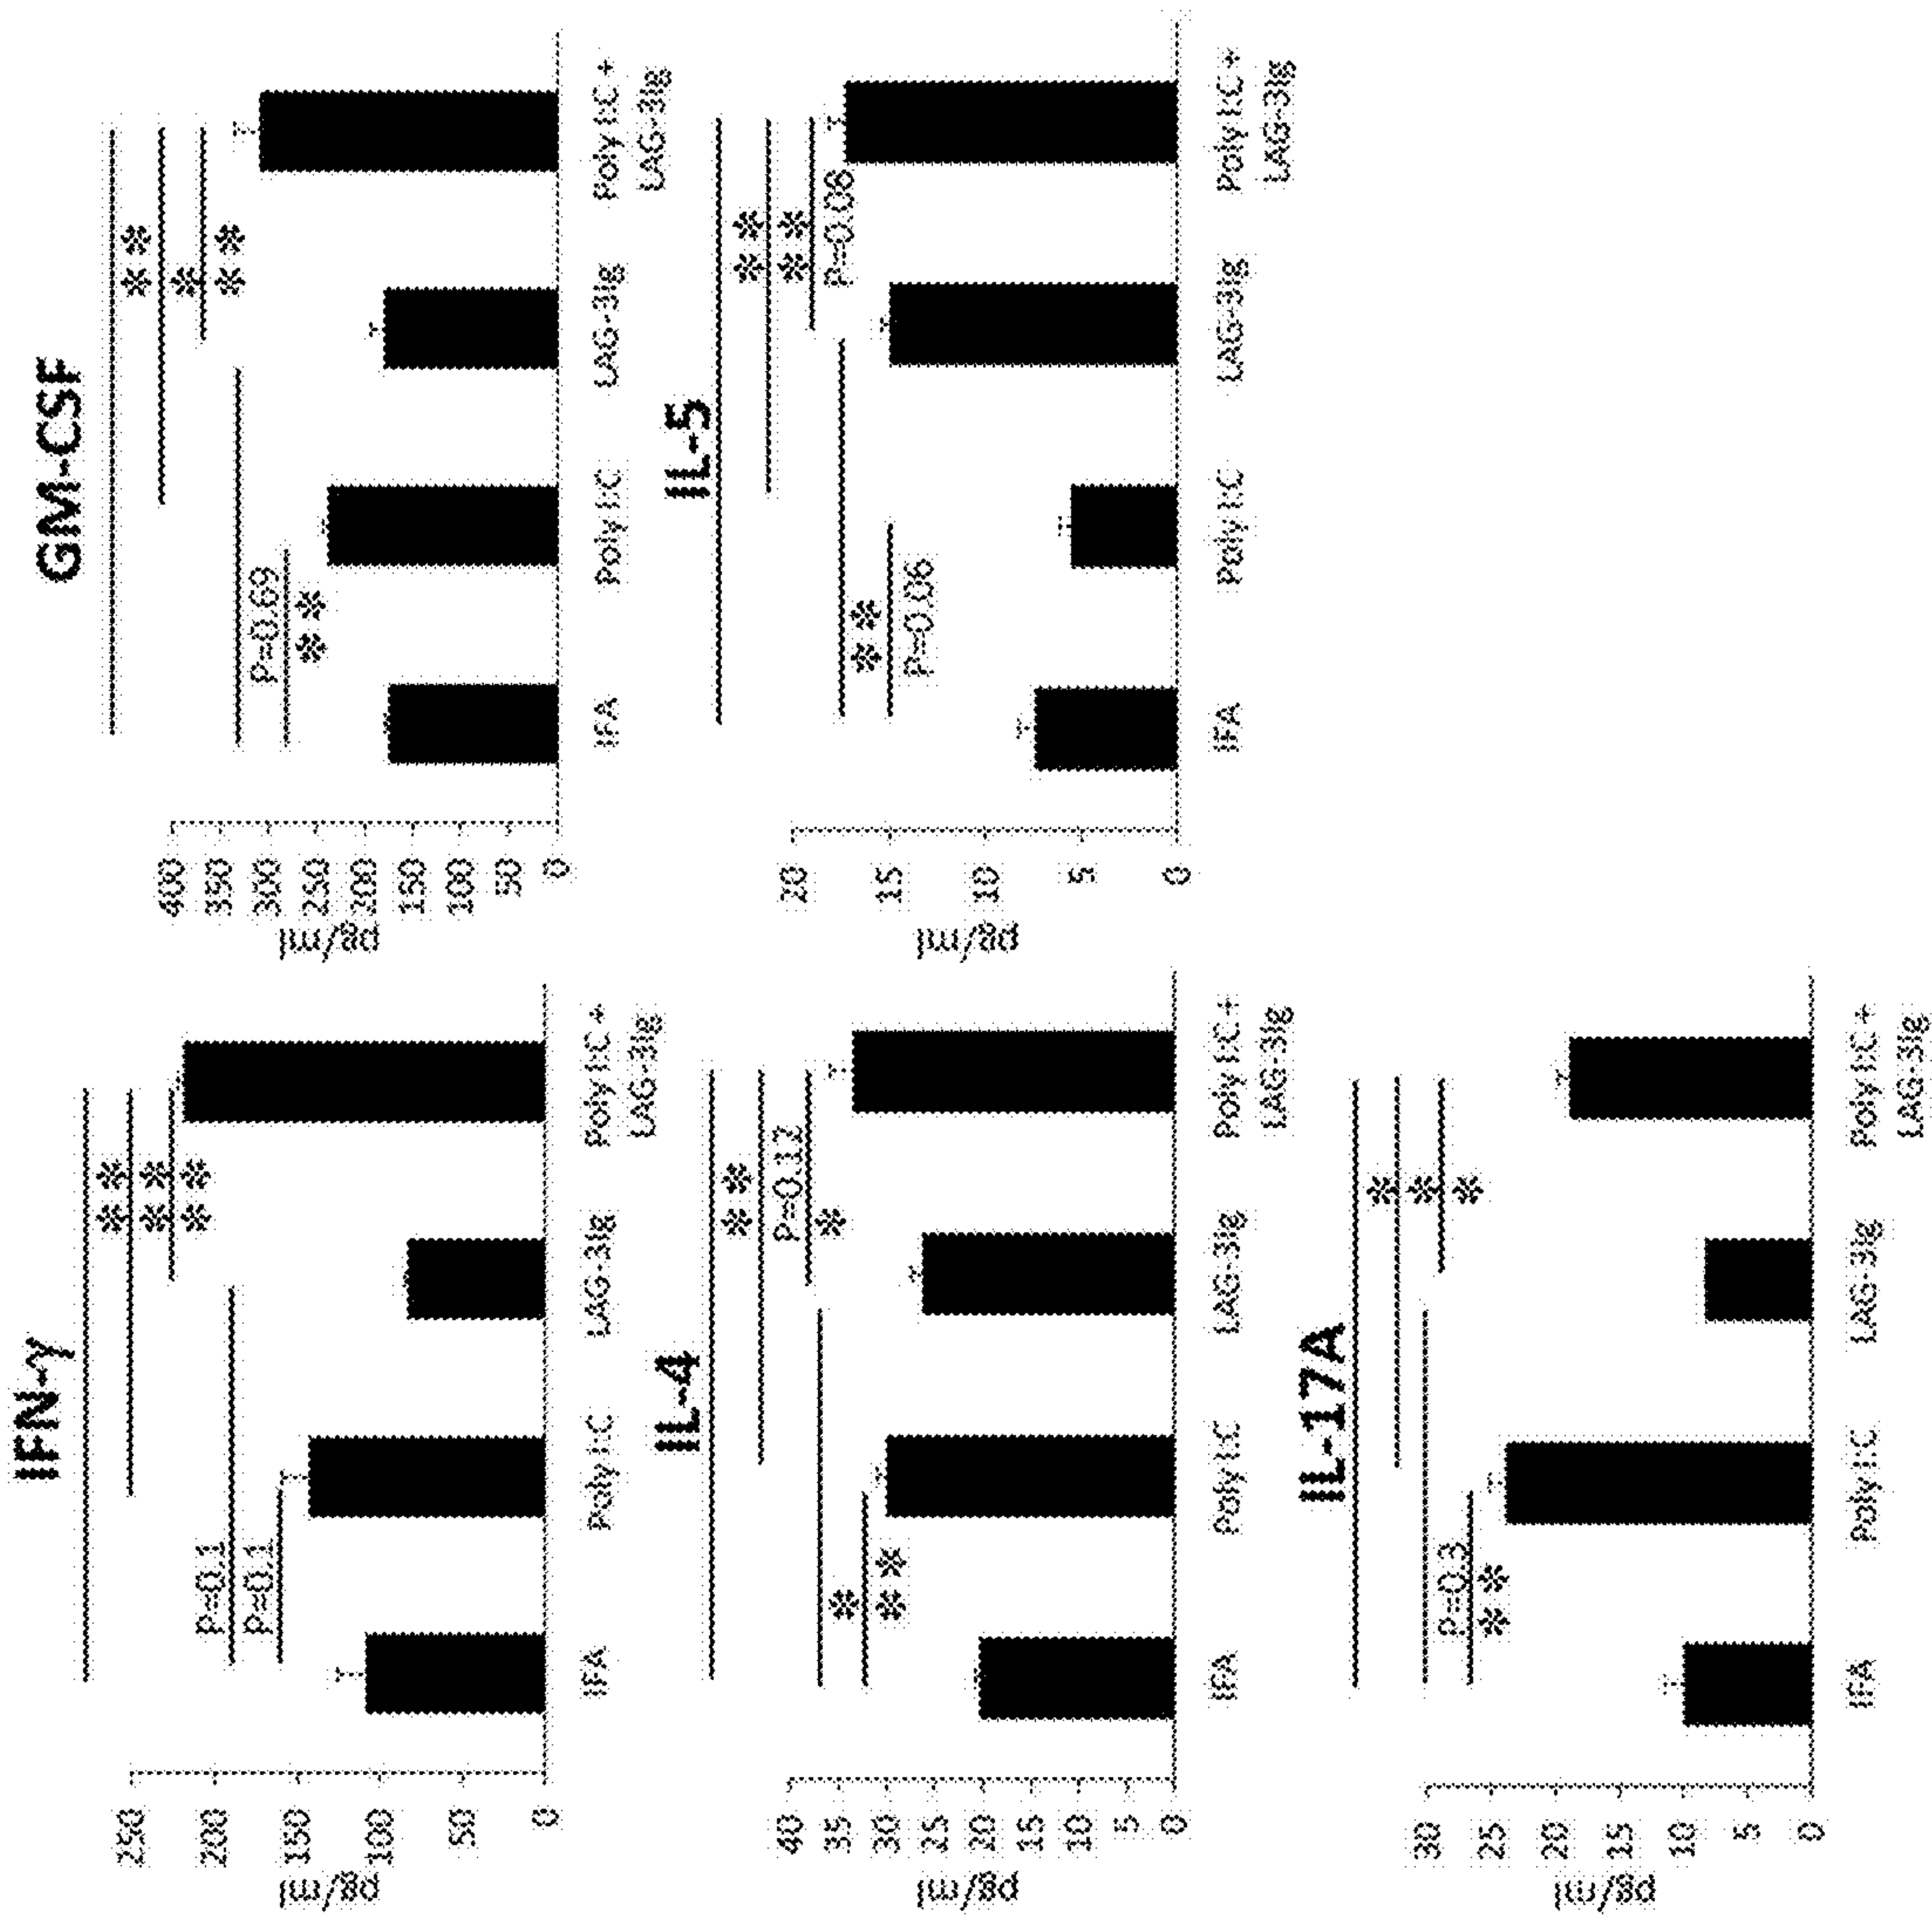 IFN-γ
pg/ml
250
200
150
100
50
0
P=0.1
P=0.1
**
**
**
IFA
Poly I:C
LAG-3Ig
Poly I:C +
LAG-3Ig
GM-CSF
pg/ml
400
350
300
250
200
150
100
50
0
**
*
**
P=0.69
**
IFA
Poly I:C
LAG-3Ig
Poly I:C +
LAG-3Ig
IL-4
pg/ml
40
35
30
25
20
15
10
5
0
**
P=0.12
*
*
**
IFA
Poly I:C
LAG-3Ig
Poly I:C +
LAG-3Ig
IL-5
pg/ml
20
15
10
5
0
**
**
P=0.08
**
P=0.06
IFA
Poly I:C
LAG-3Ig
Poly I:C +
LAG-3Ig
IL-17A
pg/ml
30
25
20
15
10
5
0
*
*
*
P=0.3
**
IFA
Poly I:C
LAG-3Ig
Poly I:C +
LAG-3Ig